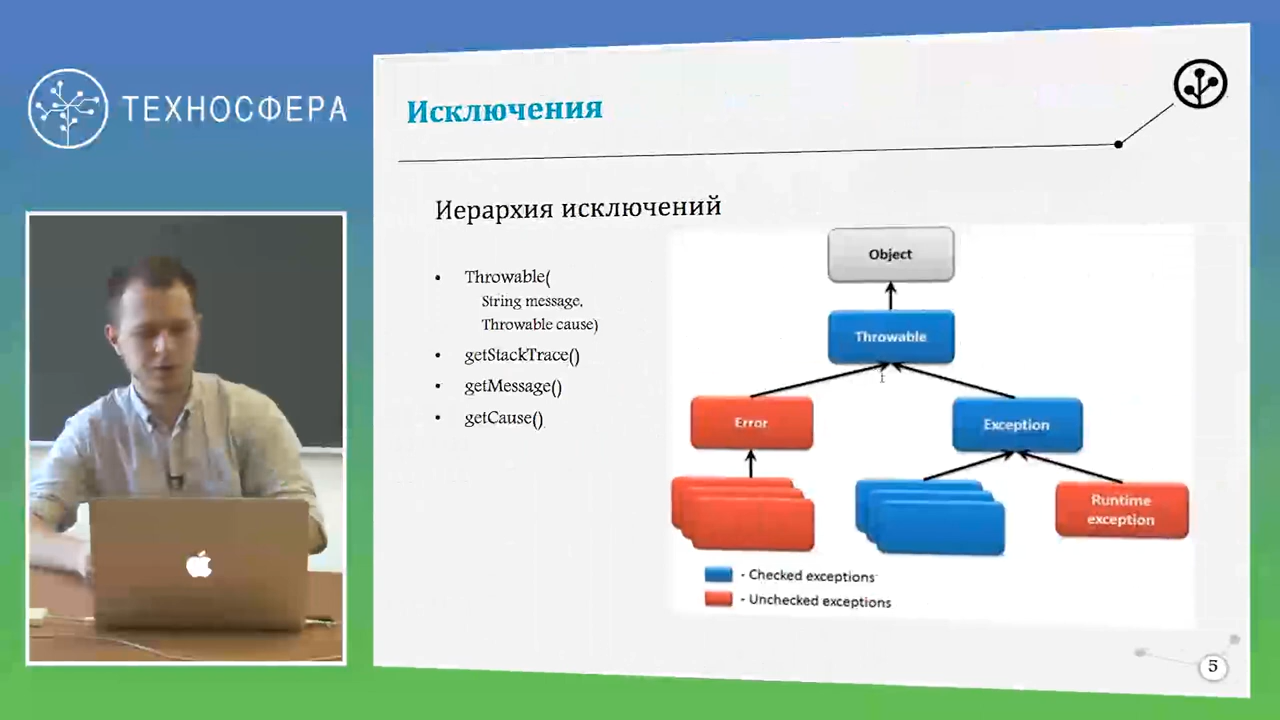 ТЕХНОСФЕРА
Исключения
Иерархия исключений
• Throwable(
String message,
Throwable cause)
• getStackTrace()
• getMessage()
• getCause()
Object
Throwable
Error
Exception
Runtime
exception
- Checked exceptions
- Unchecked exceptions
5